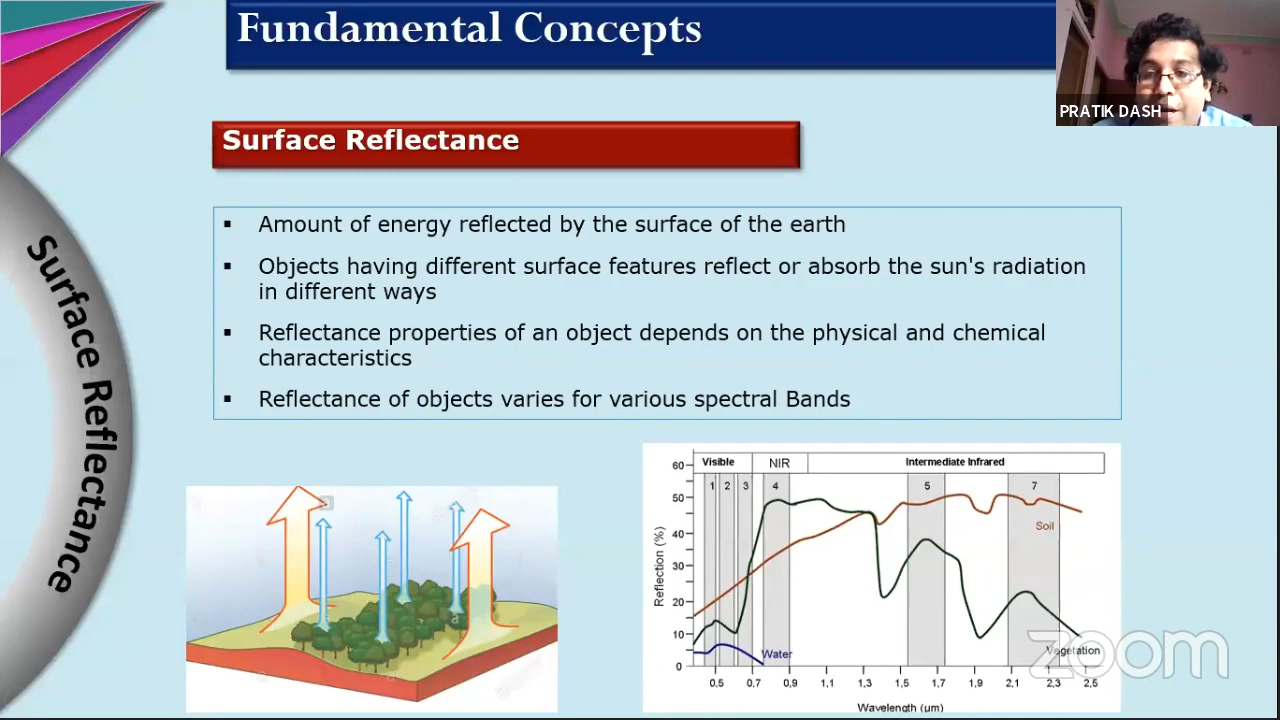 Fundamental Concepts
PRATIK DASH
Surface Reflectance
▪ Amount of energy reflected by the surface of the earth
▪ Objects having different surface features reflect or absorb the sun's radiation
in different ways
▪ Reflectance properties of an object depends on the physical and chemical
characteristics
▪ Reflectance of objects varies for various spectral Bands
Surface Reflectance
Visible NIR Intermediate Infrared
1 2 3 4 5 7
60
50
40
30
20
10
0
Reflection (%)
Soil
Water
Vegetation
0,5 0,7 0,9 1,1 1,3 1,5 1,7 1,9 2,1 2,3 2,5
Wavelength (µm)
zoom